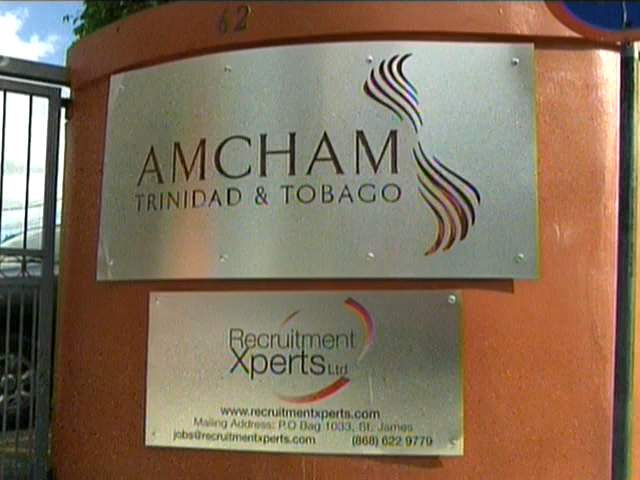 62
AMCHAM
TRINIDAD & TOBAGO
Recruitment
Xperts Ltd
www.recruitmentxperts.com
Mailing Address: P.O Bag 1033, St. James
jobs@recruitmentxperts.com (868) 622 9779